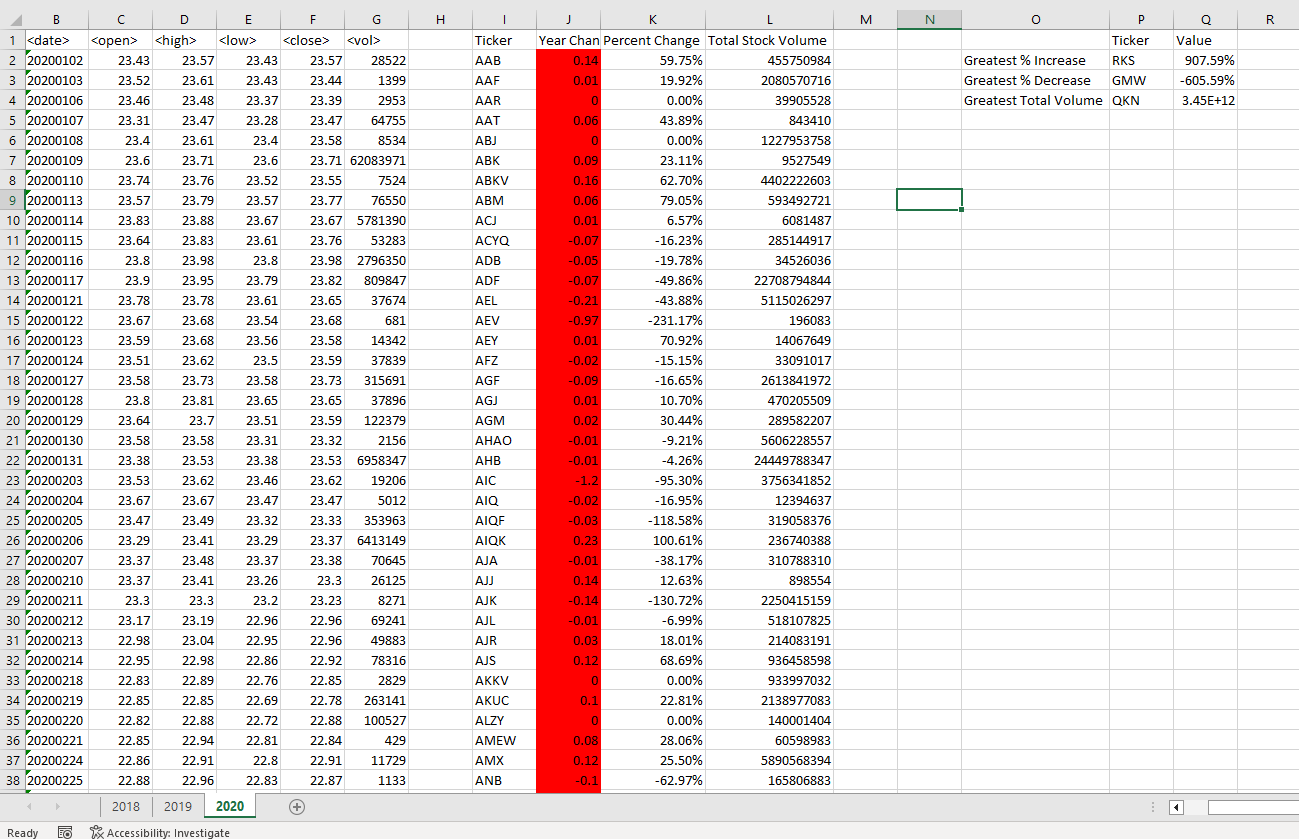 B C D E F G H I J K L M N O P Q R
1 <date> <open> <high> <low> <close> <vol> Ticker Year Chan Percent Change Total Stock Volume Ticker Value
2 20200102 23.43 23.57 23.43 23.57 28522 AAB 0.14 59.75% 455750984 Greatest % Increase RKS 907.59%
3 20200103 23.52 23.61 23.43 23.44 1399 AAF 0.01 19.92% 2080570716 Greatest % Decrease GMW -605.59%
4 20200106 23.46 23.48 23.37 23.39 2953 AAR 0 0.00% 39905528 Greatest Total Volume QKN 3.45E+12
5 20200107 23.31 23.47 23.28 23.47 64755 AAT 0.06 43.89% 843410
6 20200108 23.4 23.61 23.4 23.58 8534 ABJ 0 0.00% 1227953758
7 20200109 23.6 23.71 23.6 23.71 62083971 ABK 0.09 23.11% 9527549
8 20200110 23.74 23.76 23.52 23.55 7524 ABKV 0.16 62.70% 4402222603
9 20200113 23.57 23.79 23.57 23.77 76550 ABM 0.06 79.05% 593492721
10 20200114 23.83 23.88 23.67 23.67 5781390 ACJ 0.01 6.57% 6081487
11 20200115 23.64 23.83 23.61 23.76 53283 ACYQ -0.07 -16.23% 285144917
12 20200116 23.8 23.98 23.8 23.98 2796350 ADB -0.05 -19.78% 34526036
13 20200117 23.9 23.95 23.79 23.82 809847 ADF -0.07 -49.86% 22708794844
14 20200121 23.78 23.78 23.61 23.65 37674 AEL -0.21 -43.88% 5115026297
15 20200122 23.67 23.68 23.54 23.68 681 AEV -0.97 -231.17% 196083
16 20200123 23.59 23.68 23.56 23.58 14342 AEY 0.01 70.92% 14067649
17 20200124 23.51 23.62 23.5 23.59 37839 AFZ -0.02 -15.15% 33091017
18 20200127 23.58 23.73 23.58 23.73 315691 AGF -0.09 -16.65% 2613841972
19 20200128 23.8 23.81 23.65 23.65 37896 AGJ 0.01 10.70% 470205509
20 20200129 23.64 23.7 23.51 23.59 122379 AGM 0.02 30.44% 289582207
21 20200130 23.58 23.58 23.31 23.32 2156 AHAO -0.01 -9.21% 5606228557
22 20200131 23.38 23.53 23.38 23.53 6958347 AHB -0.01 -4.26% 24449788347
23 20200203 23.53 23.62 23.46 23.62 19206 AIC -1.2 -95.30% 3756341852
24 20200204 23.67 23.67 23.47 23.47 5012 AIQ -0.02 -16.95% 12394637
25 20200205 23.47 23.49 23.32 23.33 353963 AIQF -0.03 -118.58% 319058376
26 20200206 23.29 23.41 23.29 23.37 6413149 AIQK 0.23 100.61% 236740388
27 20200207 23.37 23.48 23.37 23.38 70645 AJA -0.01 -38.17% 310788310
28 20200210 23.37 23.41 23.26 23.3 26125 AJJ 0.14 12.63% 898554
29 20200211 23.3 23.3 23.2 23.23 8271 AJK -0.14 -130.72% 2250415159
30 20200212 23.17 23.19 22.96 22.96 69241 AJL -0.01 -6.99% 518107825
31 20200213 22.98 23.04 22.95 22.96 49883 AJR 0.03 18.01% 214083191
32 20200214 22.95 22.98 22.86 22.92 78316 AJS 0.12 68.69% 936458598
33 20200218 22.83 22.89 22.76 22.85 2829 AKKV 0 0.00% 933997032
34 20200219 22.85 22.85 22.69 22.78 263141 AKUC 0.1 22.81% 2138977083
35 20200220 22.82 22.88 22.72 22.88 100527 ALZY 0 0.00% 140001404
36 20200221 22.85 22.94 22.81 22.84 429 AMEW 0.08 28.06% 60598983
37 20200224 22.86 22.91 22.8 22.91 11729 AMX 0.12 25.50% 5890568394
38 20200225 22.88 22.96 22.83 22.87 1133 ANB -0.1 -62.97% 165806883
2018 2019 2020
Ready Accessibility: Investigate